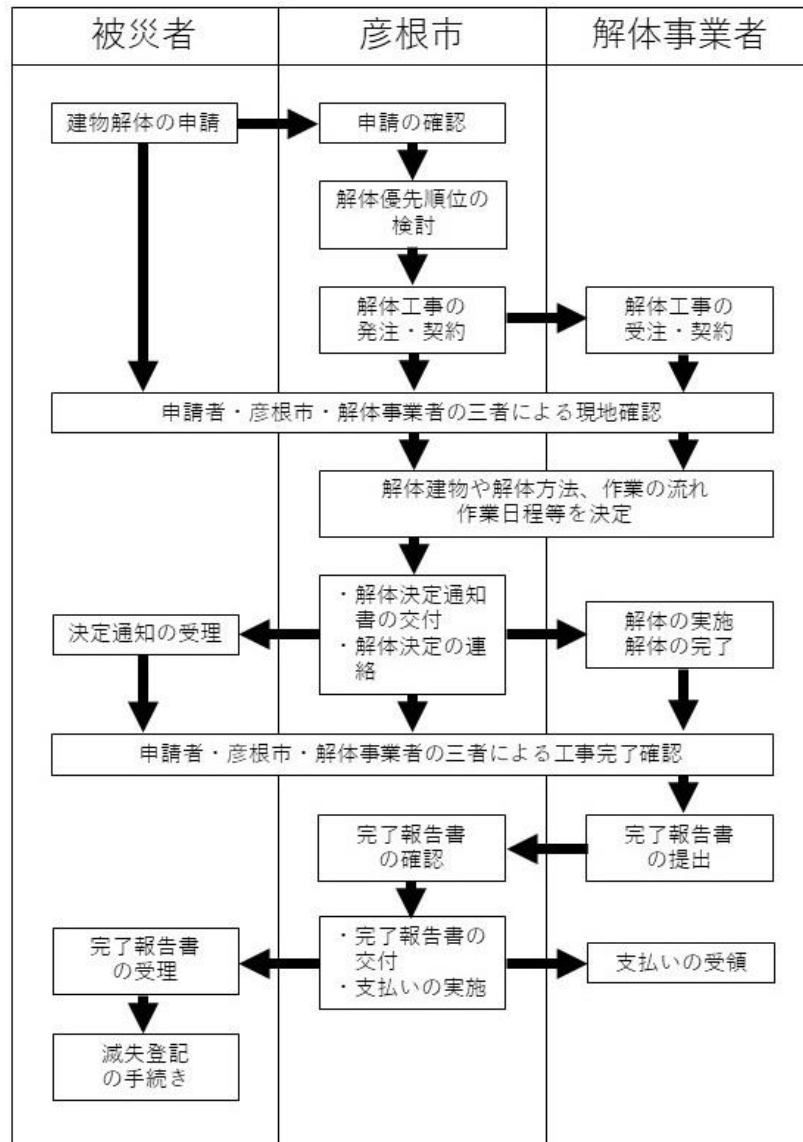 被災者
彦根市
解体事業者
建物解体の申請
申請の確認
解体優先順位の
検討
解体工事の
発注・契約
解体工事の
受注・契約
申請者・彦根市・解体事業者の三者による現地確認
解体建物や解体方法、作業の流れ
作業日程等を決定
決定通知の受理
・解体決定通知
書の交付
・解体決定の連
絡
解体の実施
解体の完了
申請者・彦根市・解体事業者の三者による工事完了確認
完了報告書
の確認
完了報告書
の提出
完了報告書
の受理
・完了報告書の
交付
・支払いの実施
支払いの受領
滅失登記
の手続き